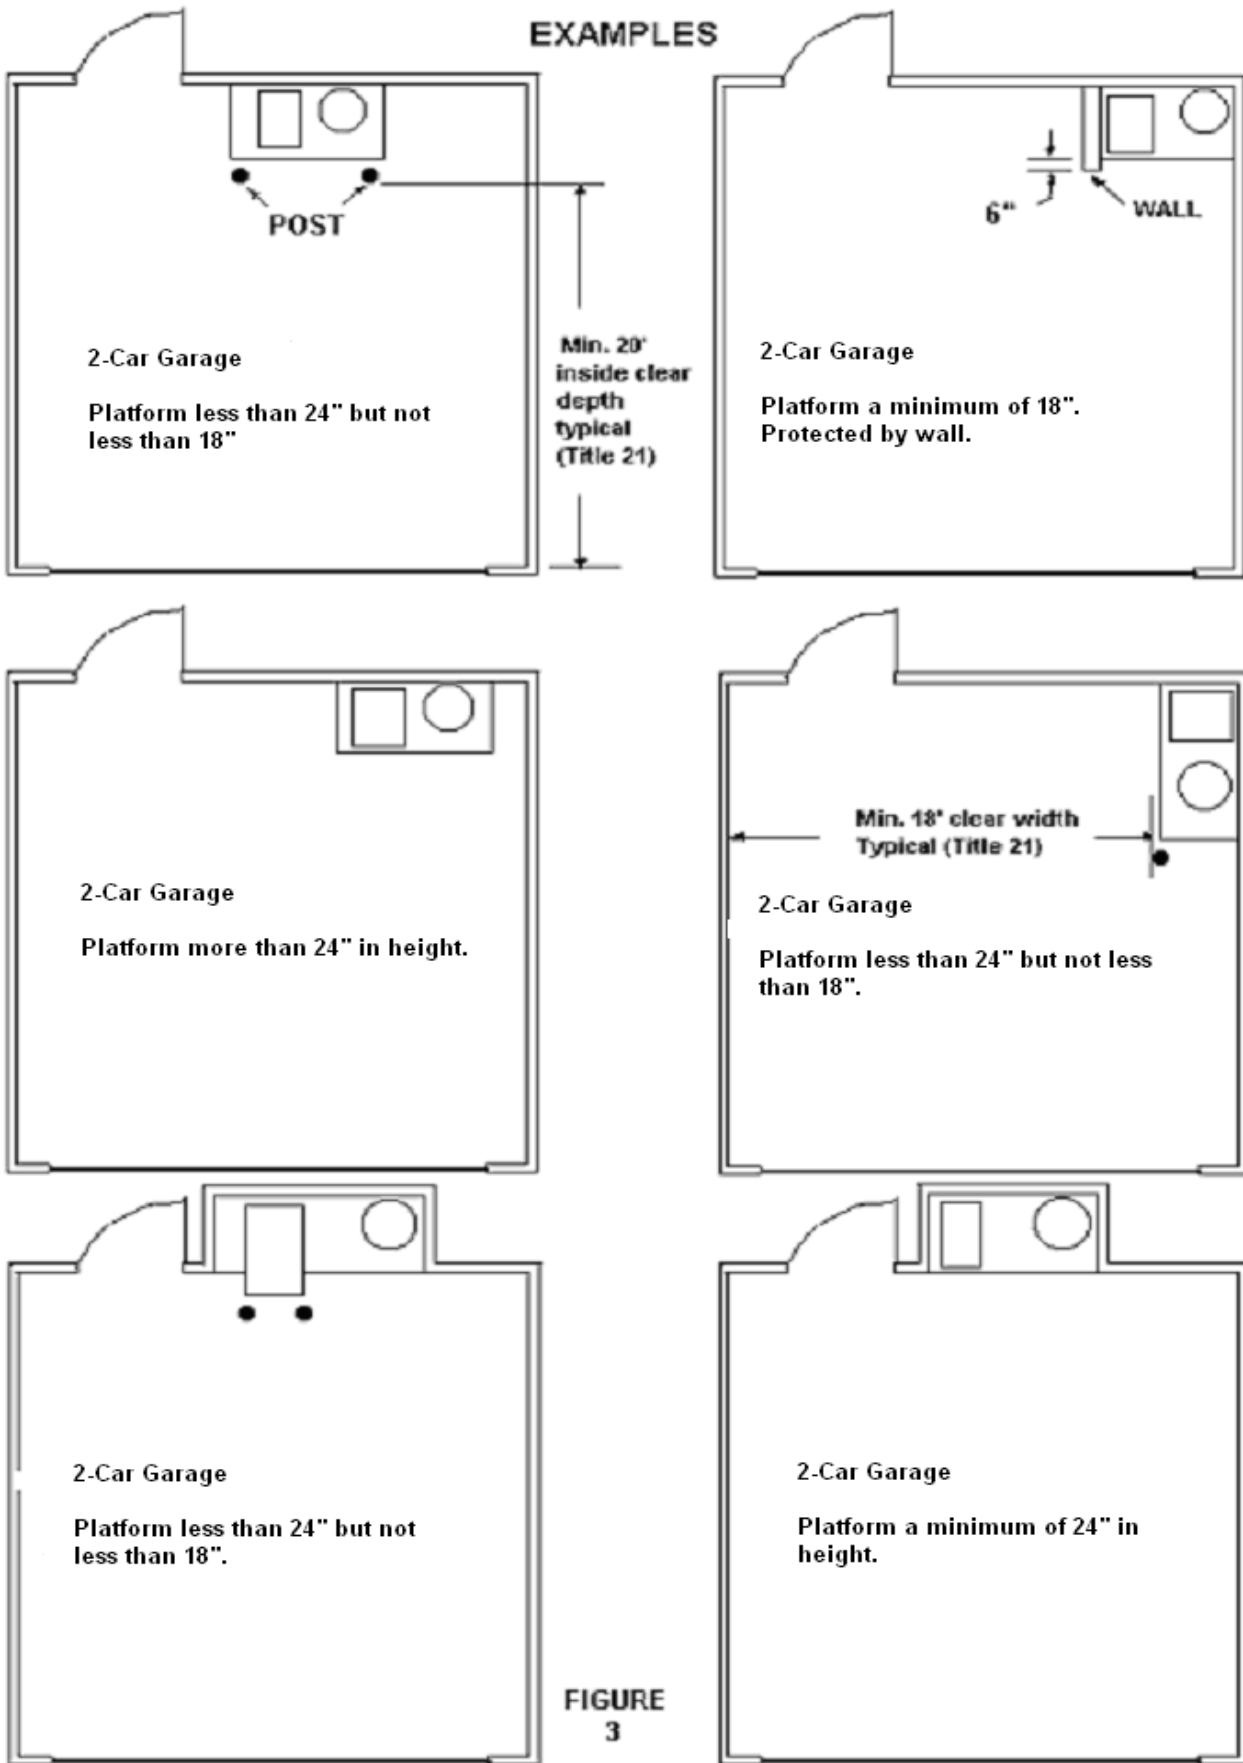 EXAMPLES
POST
2-Car Garage
Platform less than 24" but not
less than 18"
Min. 20'
inside clear
depth
typical
(Title 21)
6"
WALL
2-Car Garage
Platform a minimum of 18".
Protected by wall.
2-Car Garage
Platform more than 24" in height.
Min. 18' clear width
Typical (Title 21)
2-Car Garage
Platform less than 24" but not less
than 18".
2-Car Garage
Platform less than 24" but not
less than 18".
2-Car Garage
Platform a minimum of 24" in
height.
FIGURE
3